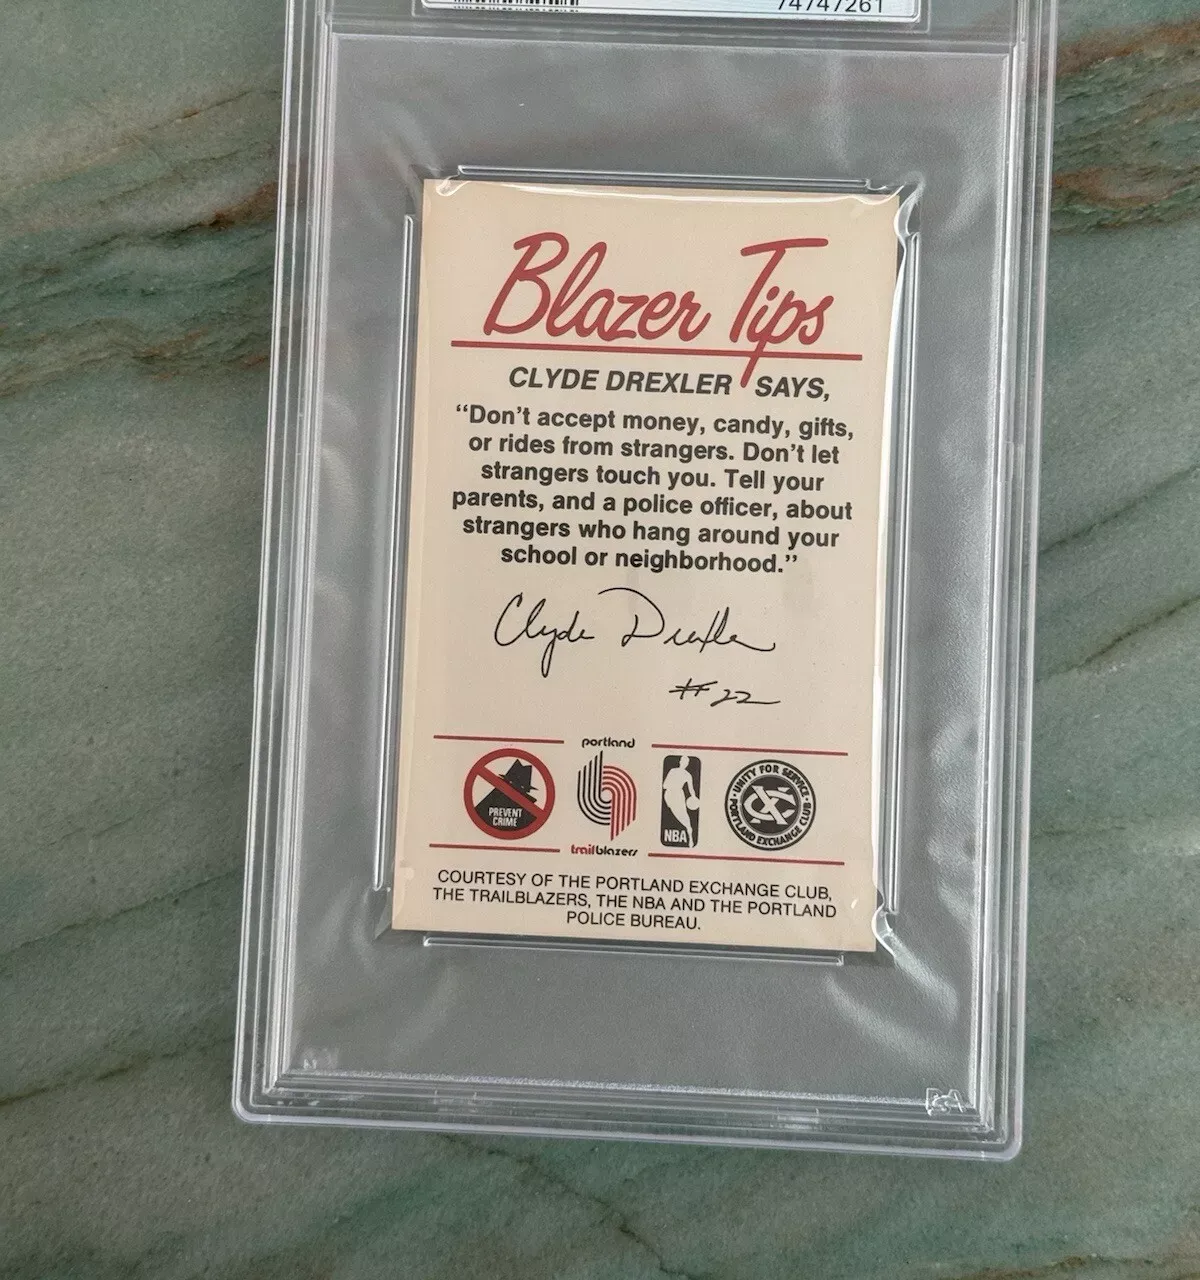 74747261
Blazer Tips
CLYDE DREXLER SAYS,
“Don’t accept money, candy, gifts,
or rides from strangers. Don’t let
strangers touch you. Tell your
parents, and a police officer, about
strangers who hang around your
school or neighborhood.”
Clyde Drexler
#22
portland
PREVENT
CRIME
NBA
UNITY FOR SERVICE
PORTLAND EXCHANGE CLUB
trailblazers
COURTESY OF THE PORTLAND EXCHANGE CLUB,
THE TRAILBLAZERS, THE NBA AND THE PORTLAND
POLICE BUREAU.